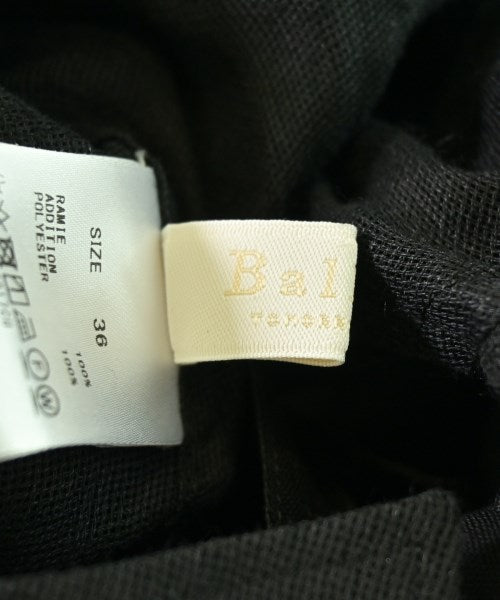 SIZE 36
RAMIE 100%
ADDITION
POLYESTER 100%
Bal